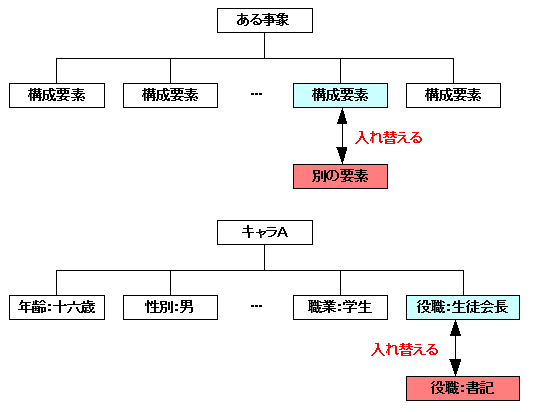 ある事象
構成要素
構成要素
…
構成要素
構成要素
入れ替える
別の要素
キャラA
年齢:十六歳
性別:男
…
職業:学生
役職:生徒会長
入れ替える
役職:書記